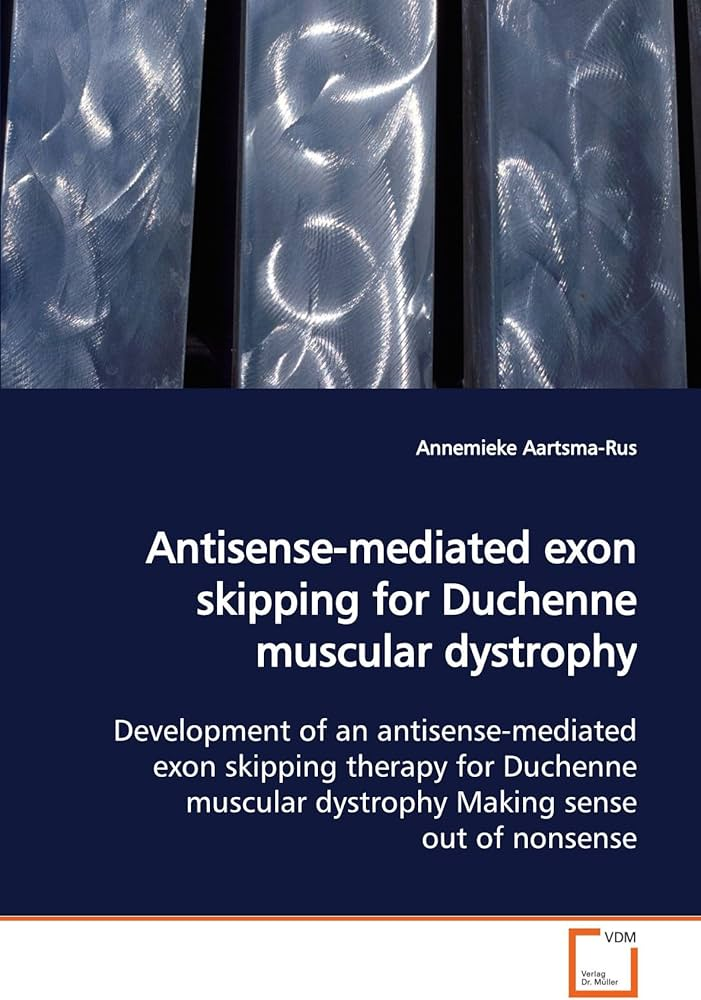 Annemieke Aartsma-Rus
Antisense-mediated exon
skipping for Duchenne
muscular dystrophy
Development of an antisense-mediated
exon skipping therapy for Duchenne
muscular dystrophy Making sense
out of nonsense
VDM
Verlag
Dr. Müller